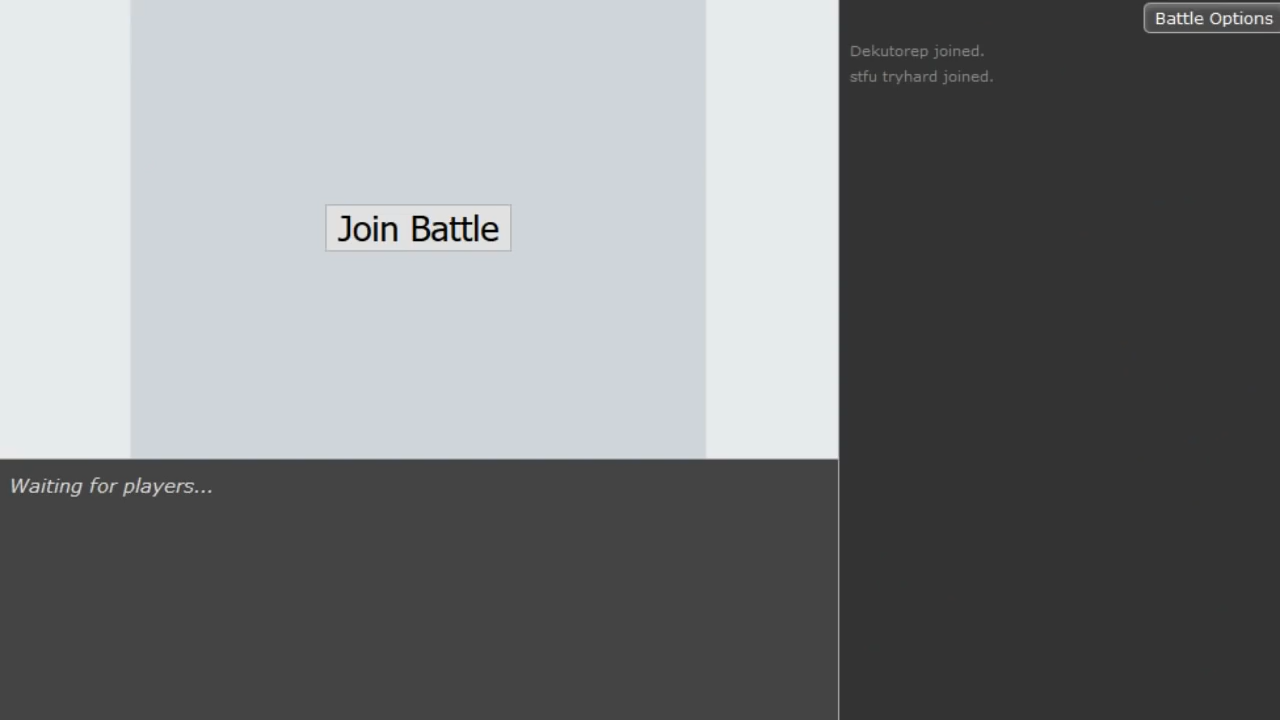 Battle Options
Dekutorep joined.
stfu tryhard joined.
Join Battle
Waiting for players...